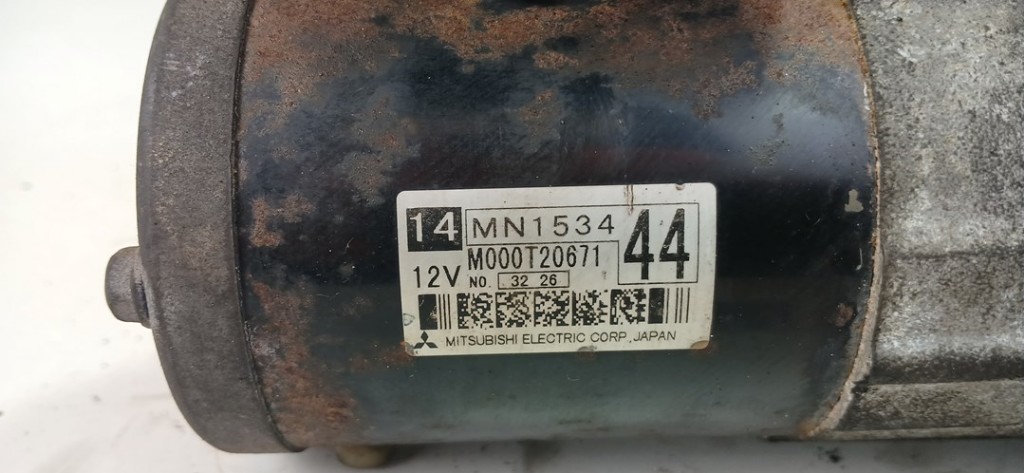 14 MN1534 44
12V M000T20671
NO. 32 26
MITSUBISHI ELECTRIC CORP., JAPAN